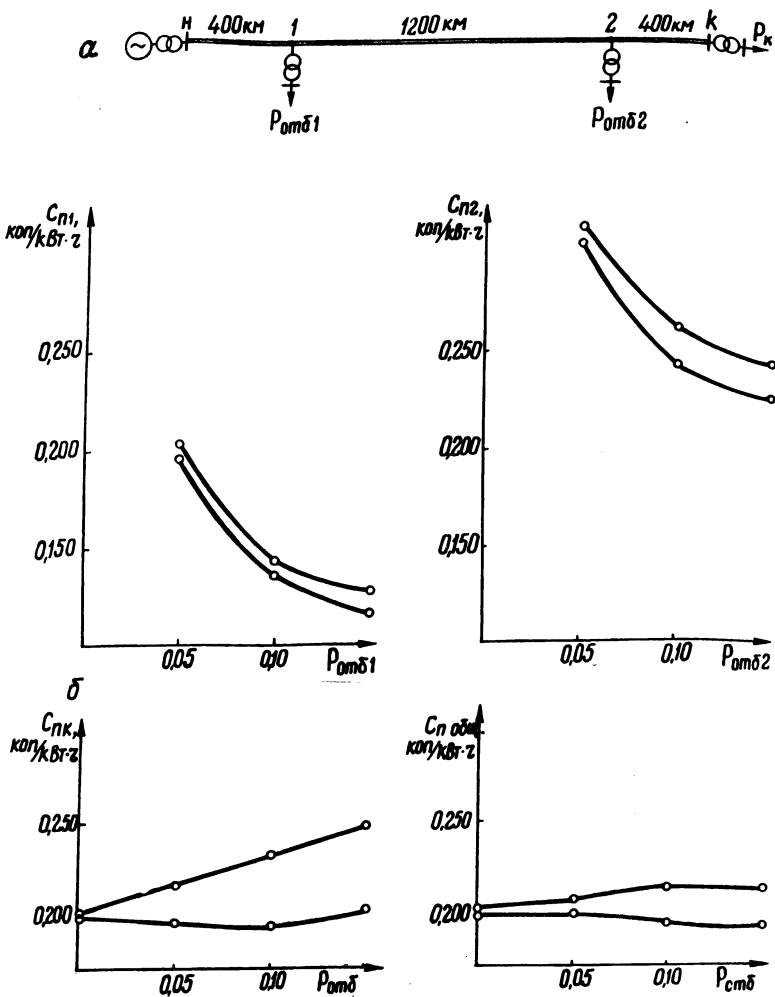 н 400км 1 1200 км 2 400км k Pк
а
Pотб1 Pотб2
Cп1,
коп/кВт·ч
0,250
0,200
0,150
0,05 0,10 Pотб1
Cп2,
коп/кВт·ч
0,250
0,200
0,150
0,05 0,10 Pотб2
б
Cпк,
коп/кВт·ч
0,250
0,200
0,05 0,10 Pотб
Cп общ,
коп/кВт·ч
0,250
0,200
0,05 0,10 Pстб